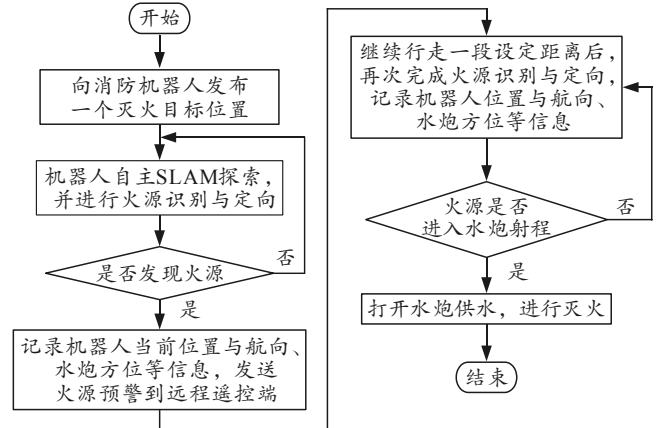 开始
向消防机器人发布
一个灭火目标位置
机器人自主SLAM探索，
并进行火源识别与定向
是否发现火源
否
是
记录机器人当前位置与航向、
水炮方位等信息，发送
火源预警到远程遥控端
继续行走一段设定距离后，
再次完成火源识别与定向，
记录机器人位置与航向、
水炮方位等信息
火源是否
进入水炮射程
否
是
打开水炮供水，进行灭火
结束